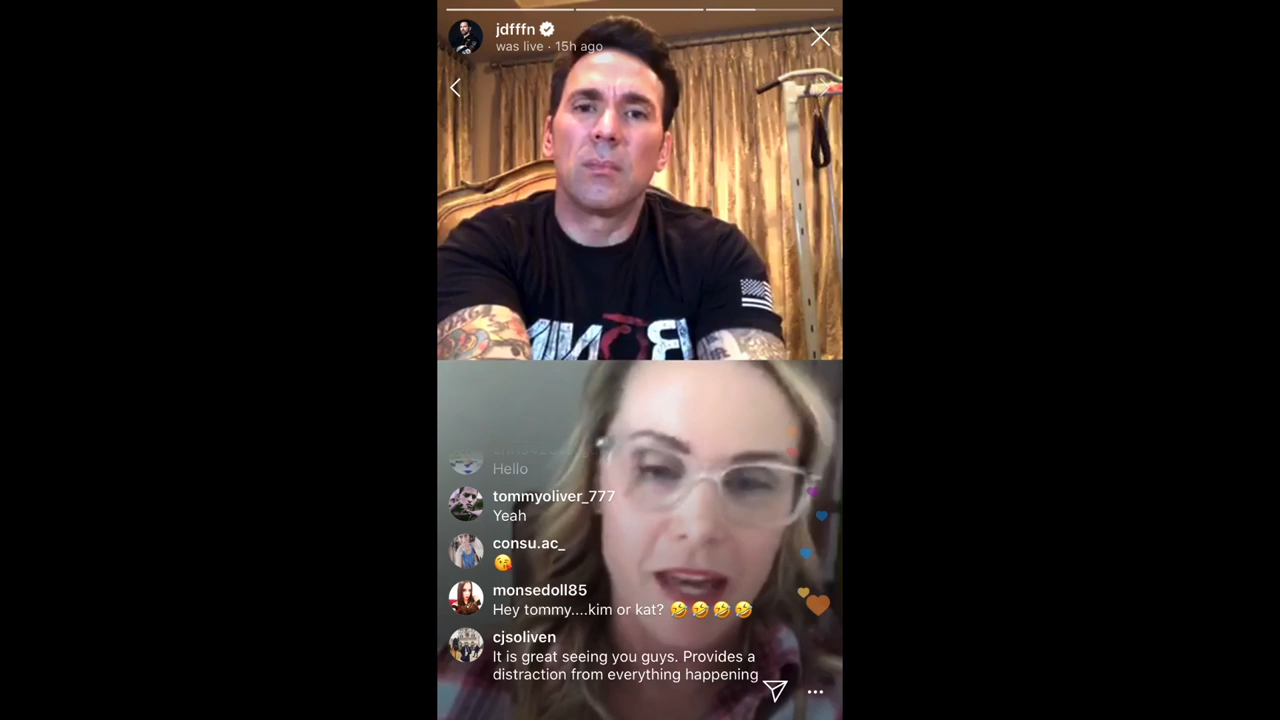 jdfffn
was live · 15h ago
Hello
tommyoliver_777
Yeah
consu.ac_
😘
monsedoll85
Hey tommy....kim or kat? 🤣 🤣 🤣 🤣
cjsoliven
It is great seeing you guys. Provides a
distraction from everything happening